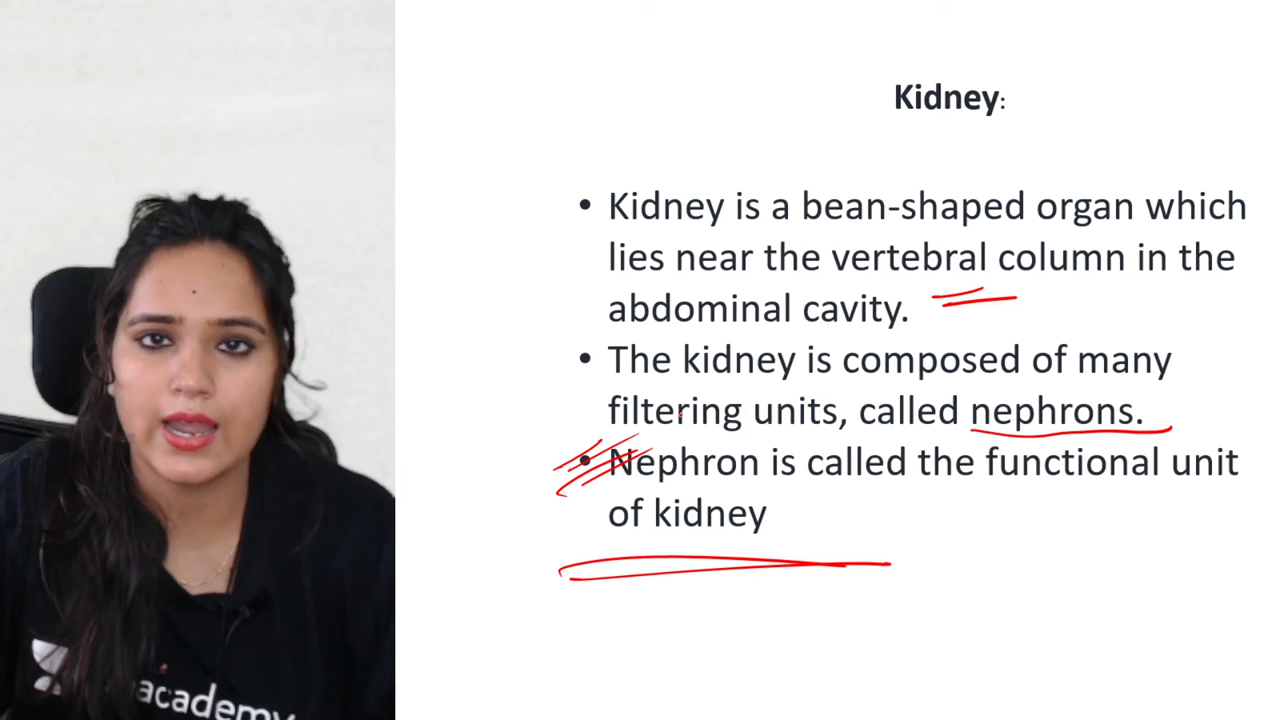 Kidney:
• Kidney is a bean-shaped organ which
lies near the vertebral column in the
abdominal cavity.
• The kidney is composed of many
filtering units, called nephrons.
• Nephron is called the functional unit
of kidney
academy